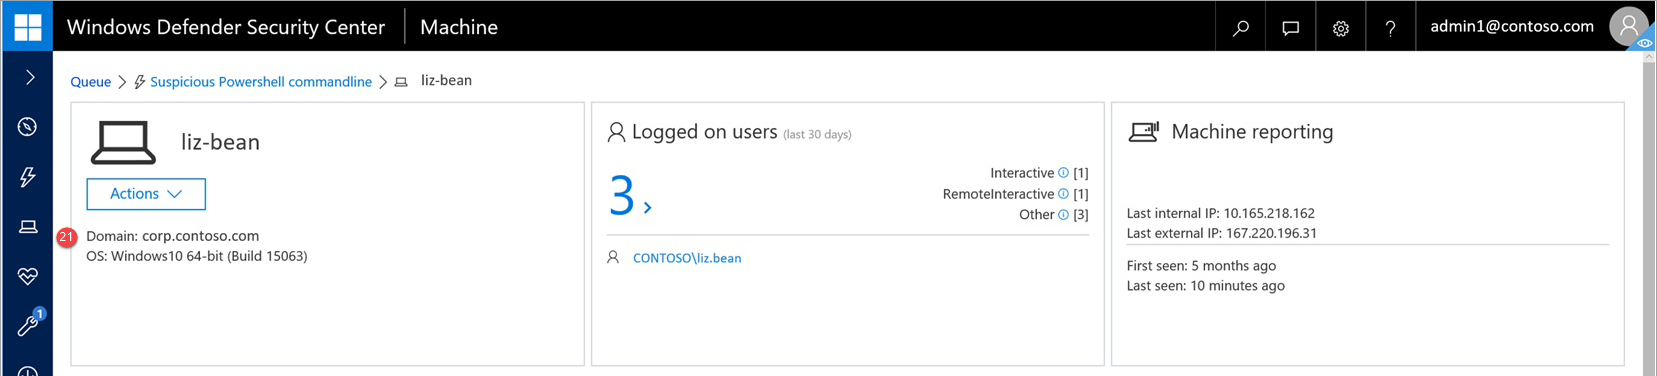 Windows Defender Security Center Machine ? admin1@contoso.com
Queue Suspicious Powershell commandline liz-bean
liz-bean
Actions
21
Domain: corp.contoso.com
OS: Windows10 64-bit (Build 15063)
Logged on users (last 30 days)
3
Interactive [1]
RemoteInteractive [1]
Other [3]
CONTOSO\liz.bean
Machine reporting
Last internal IP: 10.165.218.162
Last external IP: 167.220.196.31
First seen: 5 months ago
Last seen: 10 minutes ago
1